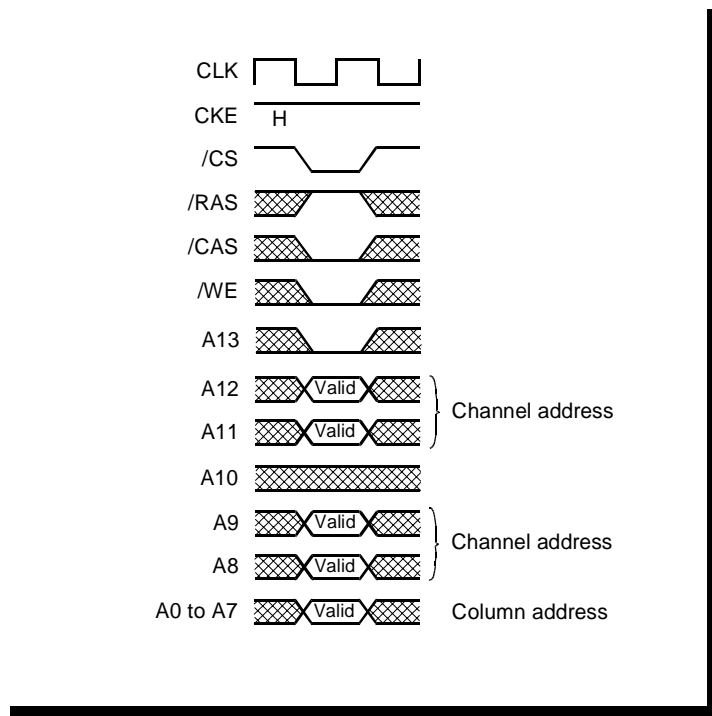 CLK
CKE H
/CS
/RAS
/CAS
/WE
A13
A12 Valid
Channel address
A11 Valid
A10
A9 Valid
Channel address
A8 Valid
A0 to A7 Valid Column address